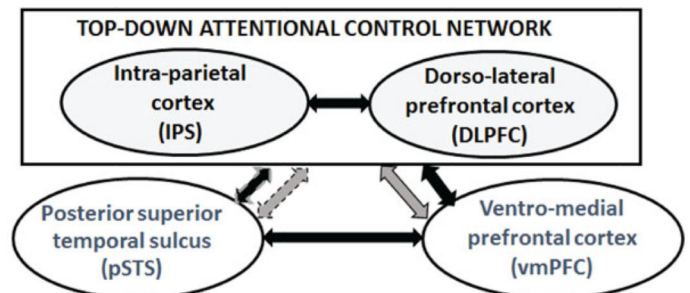 TOP-DOWN ATTENTIONAL CONTROL NETWORK
Intra-parietal
cortex
(IPS)
Dorso-lateral
prefrontal cortex
(DLPFC)
Posterior superior
temporal sulcus
(pSTS)
Ventro-medial
prefrontal cortex
(vmPFC)